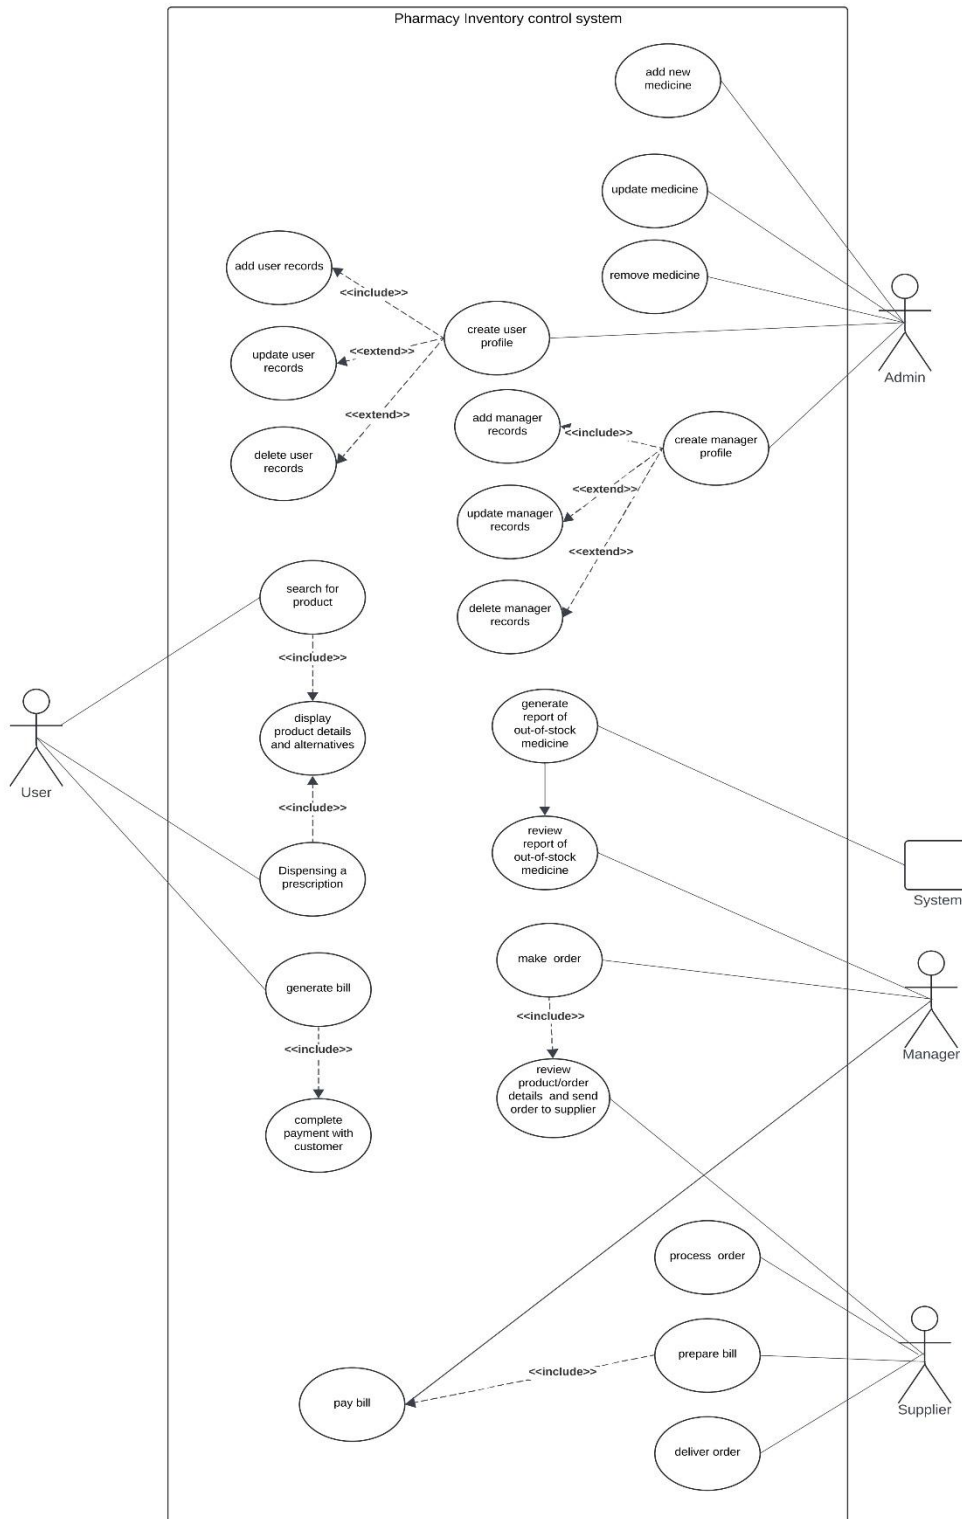 Pharmacy Inventory control system
add new
medicine
update medicine
remove medicine
Admin
add user records
<<include>>
create user
profile
update user
records
<<extend>>
<<extend>>
delete user
records
add manager
records
<<include>>
create manager
profile
<<extend>>
update manager
records
<<extend>>
delete manager
records
search for
product
<<include>>
display
product details
and alternatives
<<include>>
Dispensing a
prescription
User
generate
report of
out-of-stock
medicine
review
report of
out-of-stock
medicine
System
generate bill
<<include>>
complete
payment with
customer
make order
<<include>>
review
product/order
details and send
order to supplier
Manager
process order
prepare bill
<<include>>
pay bill
deliver order
Supplier